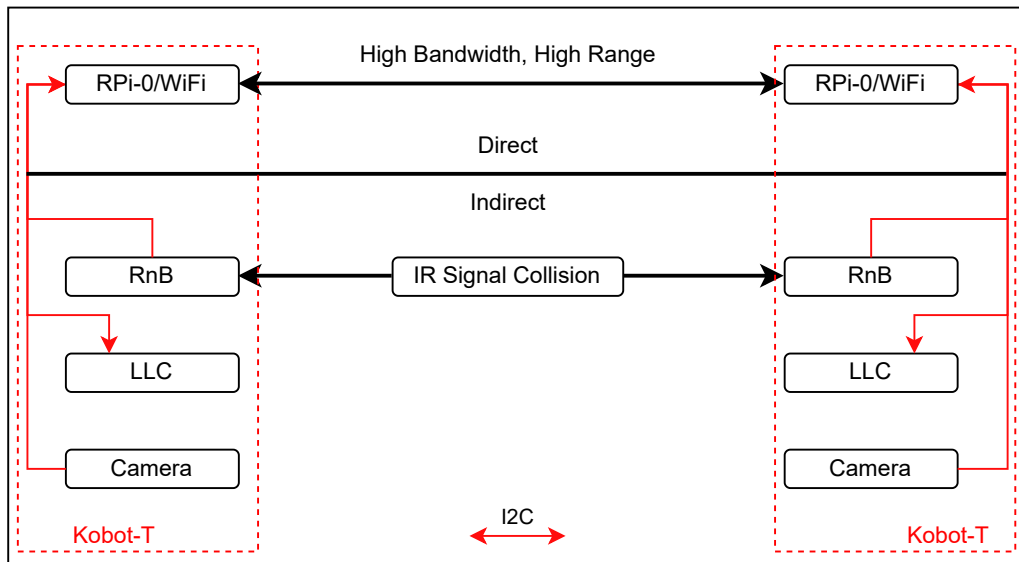 High Bandwidth, High Range
RPi-0/WiFi
RPi-0/WiFi
Direct
Indirect
RnB
IR Signal Collision
RnB
LLC
LLC
Camera
Camera
I2C
Kobot-T
Kobot-T